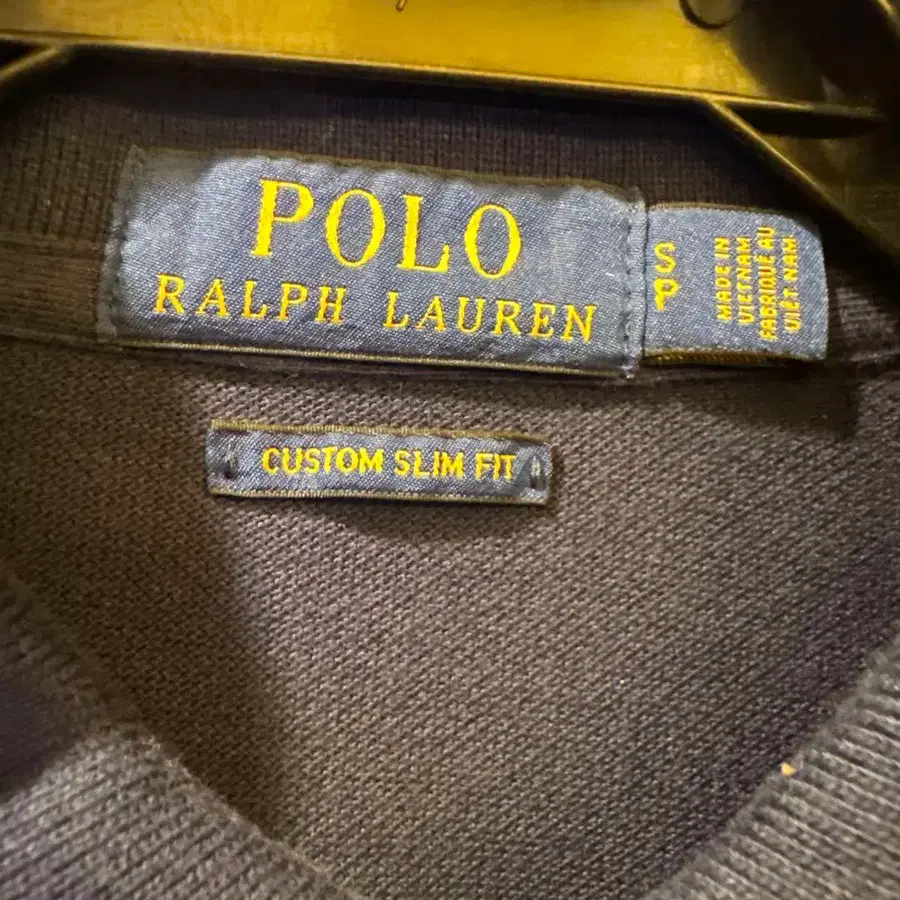 POLO
RALPH LAUREN
S
P
MADE IN
VIETNAM
FABRIQUÉ AU
VIÊT NAM
CUSTOM SLIM FIT